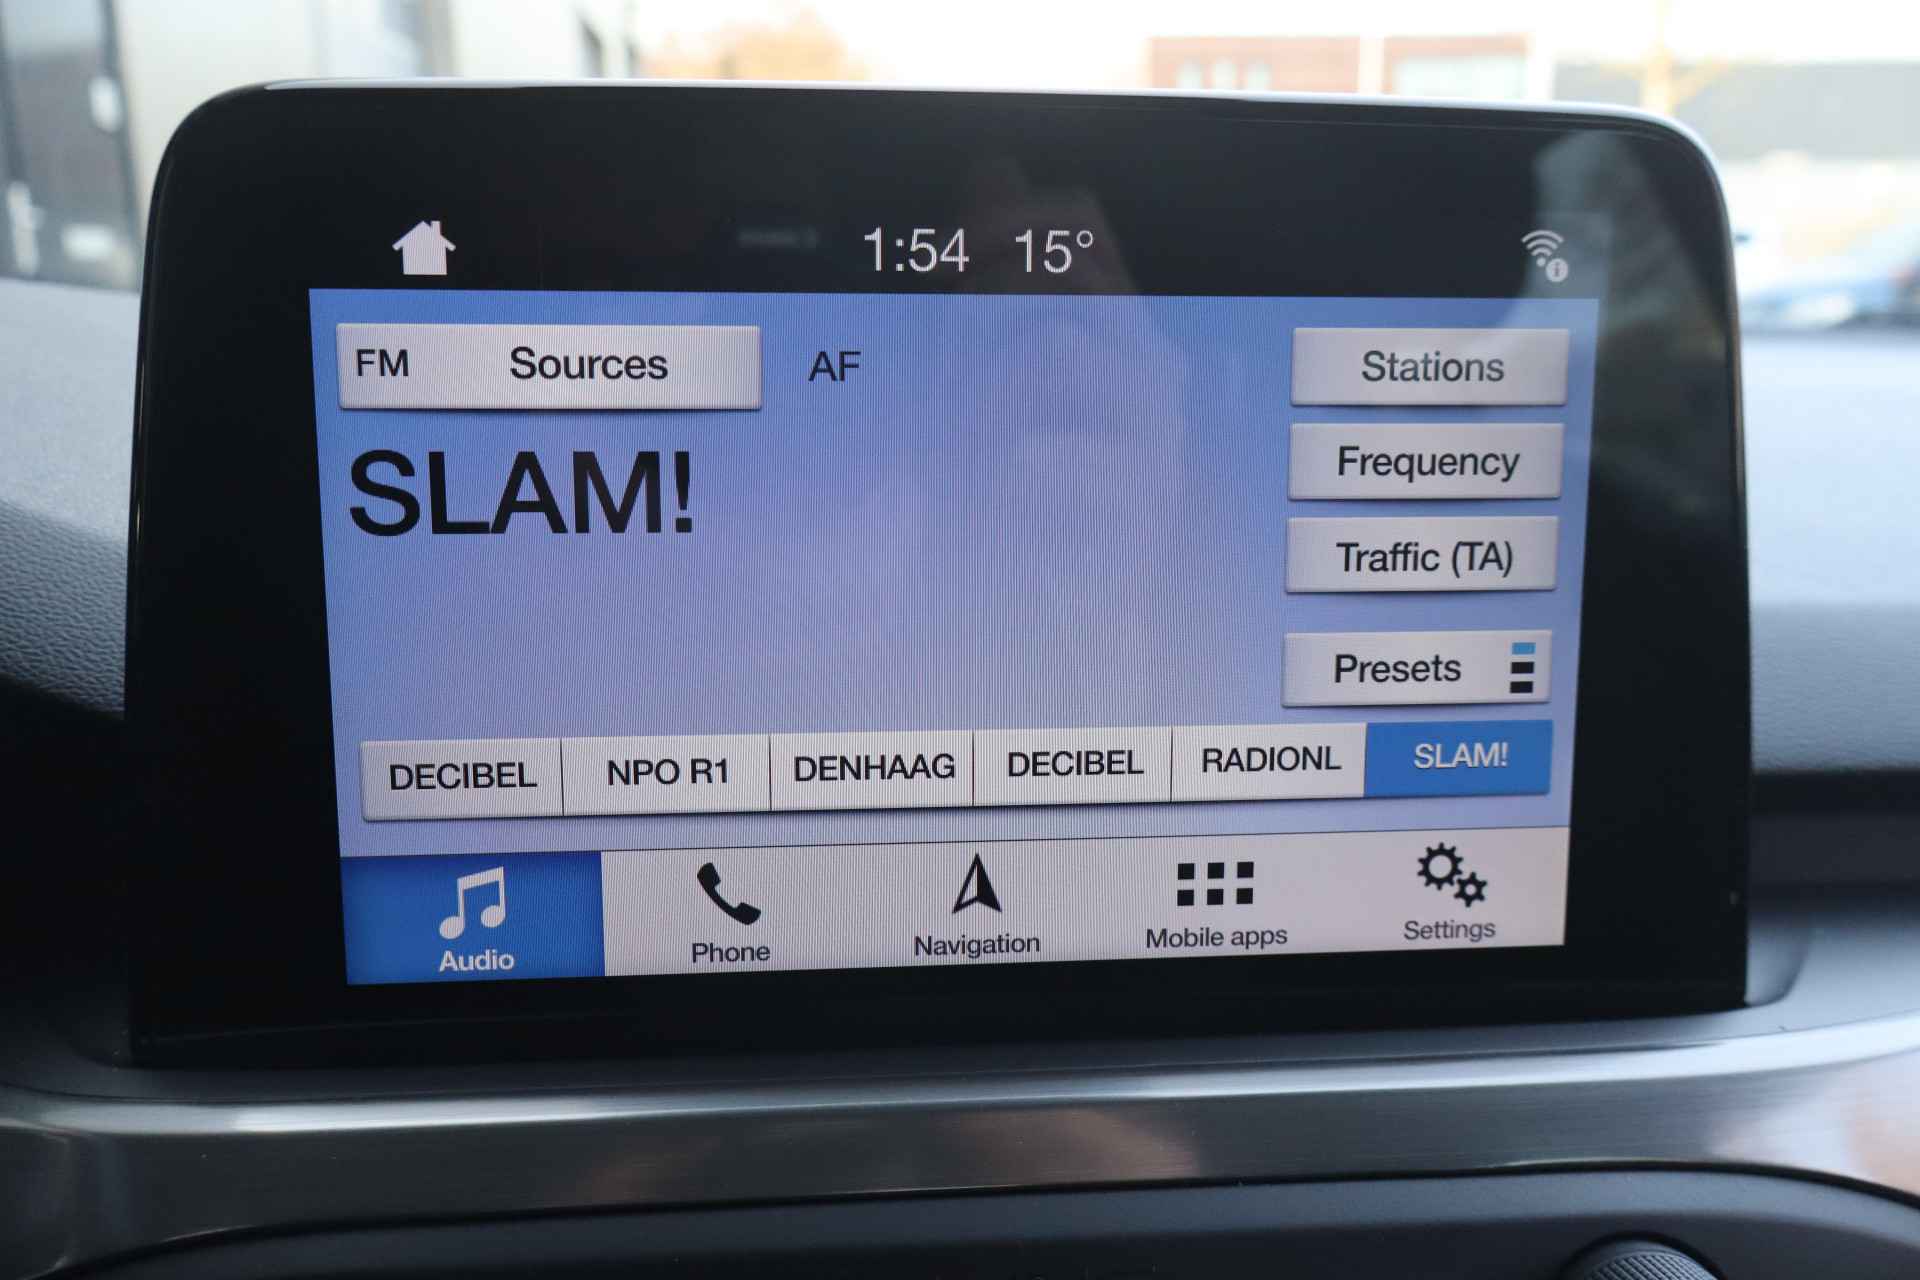 1:54 15°
FM Sources AF Stations
SLAM!
Frequency
Traffic (TA)
Presets
DECIBEL NPO R1 DENHAAG DECIBEL RADIONL SLAM!
Audio Phone Navigation Mobile apps Settings